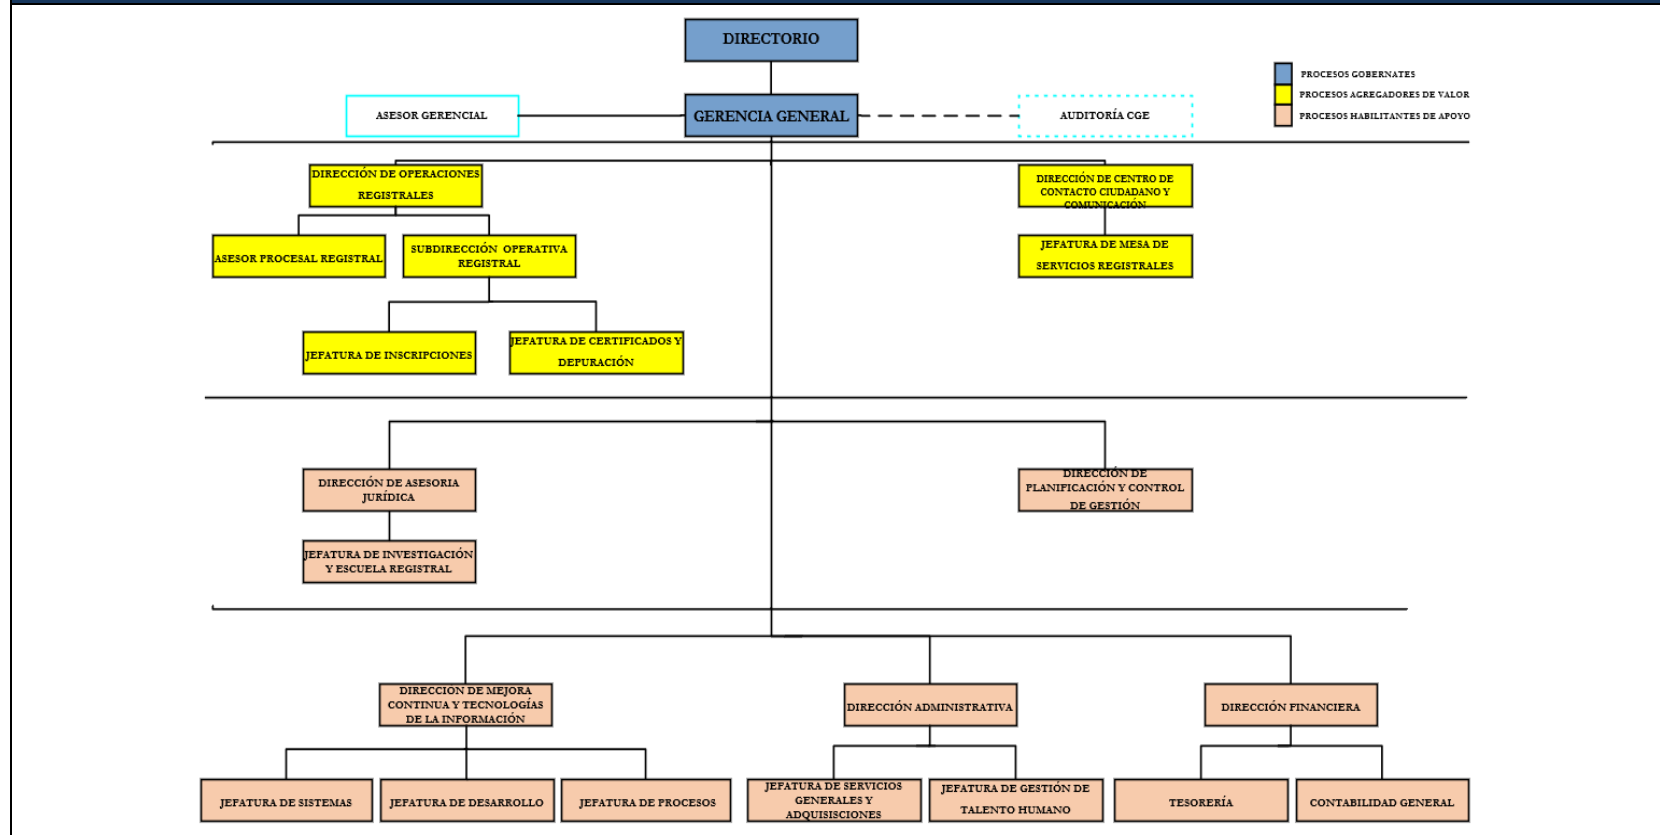 DIRECTORIO
PROCESOS GOBERNATES
PROCESOS AGREGADORES DE VALOR
PROCESOS HABILITANTES DE APOYO
ASESOR GERENCIAL
GERENCIA GENERAL
AUDITORÍA CGE
DIRECCIÓN DE OPERACIONES
REGISTRALES
DIRECCIÓN DE CENTRO DE
CONTACTO CIUDADANO Y
COMUNICACIÓN
ASESOR PROCESAL REGISTRAL
SUBDIRECCIÓN OPERATIVA
REGISTRAL
JEFATURA DE MESA DE
SERVICIOS REGISTRALES
JEFATURA DE INSCRIPCIONES
JEFATURA DE CERTIFICADOS Y
DEPURACIÓN
DIRECCIÓN DE ASESORIA
JURÍDICA
DIRECCIÓN DE
PLANIFICACIÓN Y CONTROL
DE GESTIÓN
JEFATURA DE INVESTIGACIÓN
Y ESCUELA REGISTRAL
DIRECCIÓN DE MEJORA
CONTINUA Y TECNOLOGÍAS
DE LA INFORMACIÓN
DIRECCIÓN ADMINISTRATIVA
DIRECCIÓN FINANCIERA
JEFATURA DE SISTEMAS
JEFATURA DE DESARROLLO
JEFATURA DE PROCESOS
JEFATURA DE SERVICIOS
GENERALES Y
ADQUISISCIONES
JEFATURA DE GESTIÓN DE
TALENTO HUMANO
TESORERÍA
CONTABILIDAD GENERAL